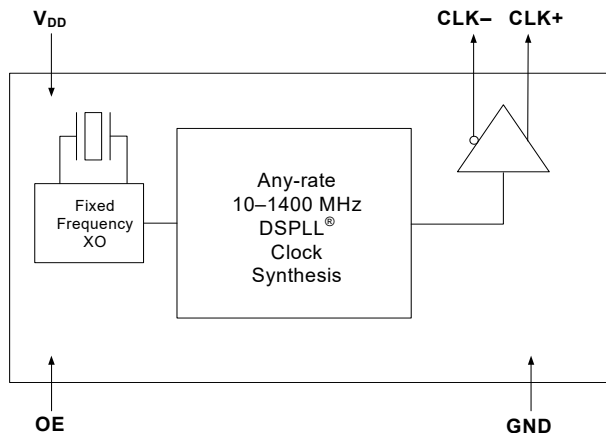 VDD
CLK– CLK+
Fixed
Frequency
XO
Any-rate
10–1400 MHz
DSPLL®
Clock
Synthesis
OE
GND